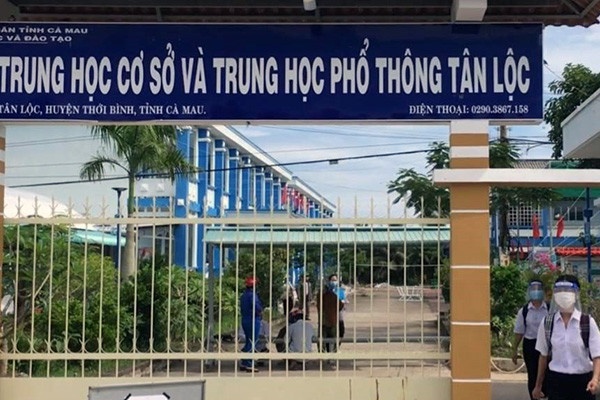 ÂN TỈNH CÀ MAU
C VÀ ĐÀO TẠO
TRUNG HỌC CƠ SỞ VÀ TRUNG HỌC PHỔ THÔNG TÂN LỘC
TÂN LỘC, HUYỆN THỚI BÌNH, TỈNH CÀ MAU. ĐIỆN THOẠI: 0290.3867.158